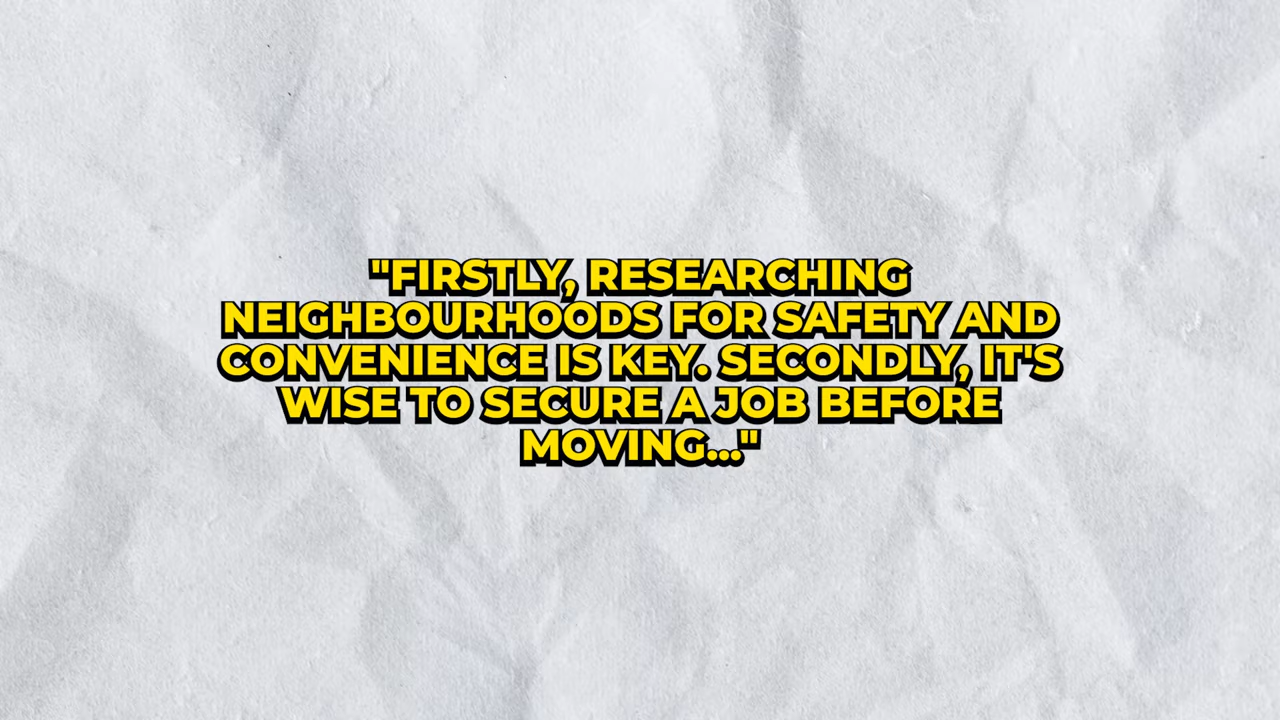 "FIRSTLY, RESEARCHING
NEIGHBOURHOODS FOR SAFETY AND
CONVENIENCE IS KEY. SECONDLY, IT'S
WISE TO SECURE A JOB BEFORE
MOVING..."